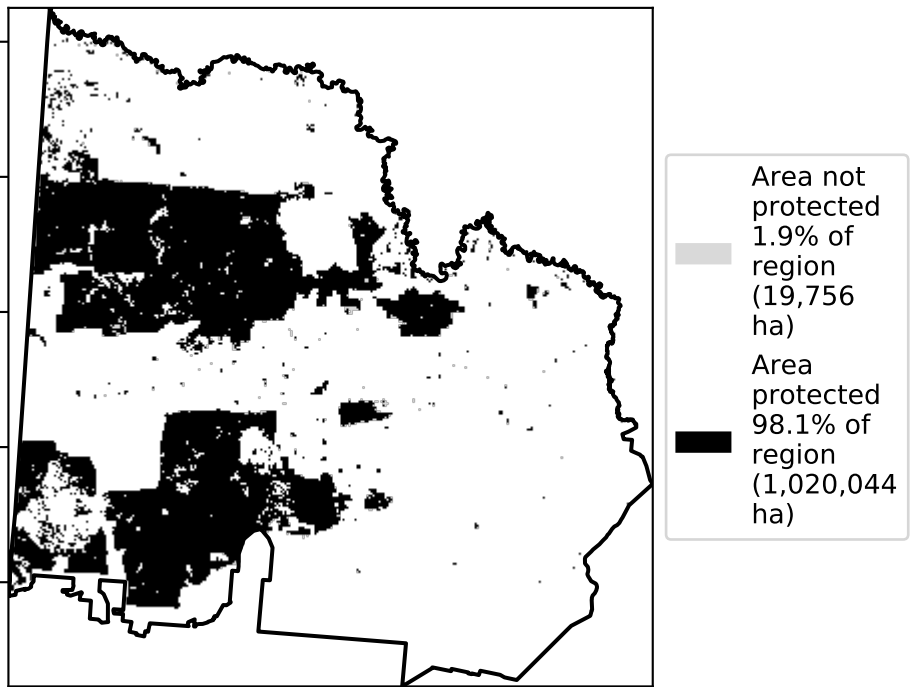 Area not
protected
1.9% of
region
(19,756
ha)
Area
protected
98.1% of
region
(1,020,044
ha)